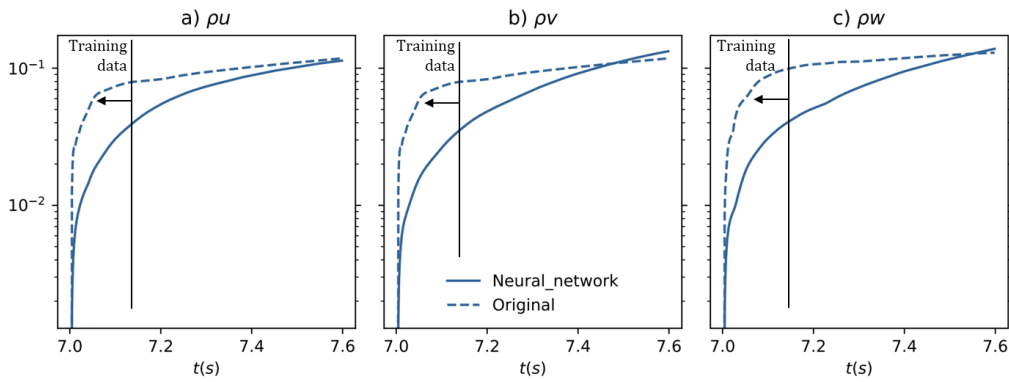 a) ρu
b) ρv
c) ρw
Training
data
Training
data
Training
data
10⁻¹
10⁻²
Neural_network
Original
7.0 7.2 7.4 7.6
7.0 7.2 7.4 7.6
7.0 7.2 7.4 7.6
t(s)
t(s)
t(s)